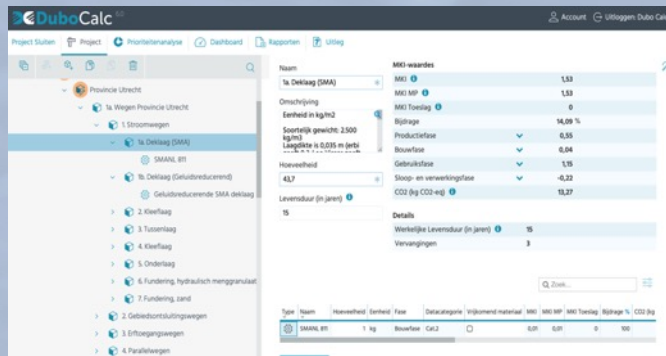 DuboCalc 5.0
Account Uitloggen: Dubo Calc
Project Sluiten Project Prioriteitenanalyse Dashboard Rapporten Uitleg
Provincie Utrecht
1a. Wegen Provincie Utrecht
1. Stroomwegen
1a. Deklaag (SMA)
SMANL 811
1b. Deklaag (Geluidsreducerend)
Geluidsreducerende SMA deklaag
2. Kleeflaag
3. Tussenlaag
4. Kleeflaag
5. Onderlaag
6. Fundering, hydraulisch menggranulaat
7. Fundering, zand
2. Gebiedsontsluitingswegen
3. Erftoegangswegen
4. Parallelwegen
Naam
1a. Deklaag (SMA)
Omschrijving
Eenheid in kg/m2
Soortelijk gewicht: 2.500
kg/m3
Laagdikte is 0,035 m (erbi
Hoeveelheid
43,7
Levensduur (in jaren)
15
MKI-waardes
MKI 1,53
MKI MP 1,53
MKI Toeslag 0
Bijdrage 14,09 %
Productiefase 0,55
Bouwfase 0,04
Gebruiksfase 1,15
Sloop- en verwerkingsfase -0,22
CO2 (kg CO2-eq) 13,27
Details
Werkelijke Levensduur (in jaren) 15
Vervangingen 3
Zoek...
Type Naam Hoeveelheid Eenheid Fase Datacategorie Vrijkomend materiaal MKI MKI MP MKI Toeslag Bijdrage % CO2 (kg
SMANL 811 1 kg Bouwfase Cat.2 0,01 0,01 0 100